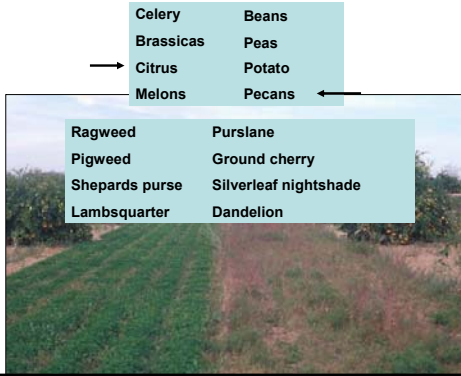 Celery Beans
Brassicas Peas
Citrus Potato
Melons Pecans
Ragweed Purslane
Pigweed Ground cherry
Shepards purse Silverleaf nightshade
Lambsquarter Dandelion